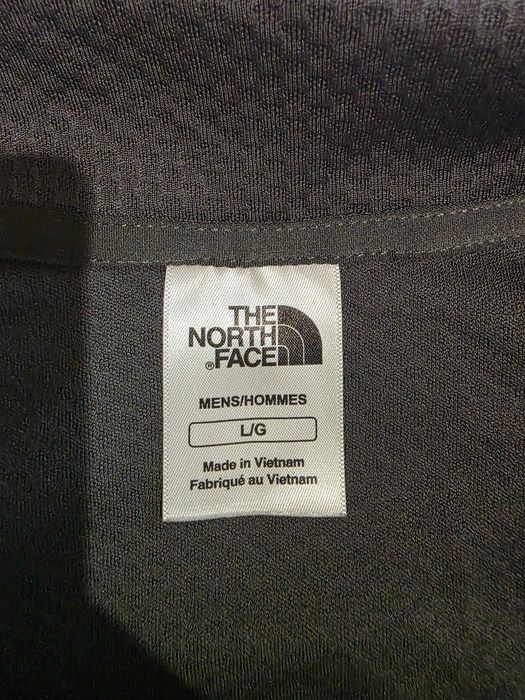 THE
NORTH
®FACE
MENS/HOMMES
L/G
Made in Vietnam
Fabriqué au Vietnam